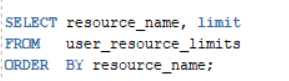 SELECT resource_name, limit
FROM   user_resource_limits
ORDER  BY resource_name;